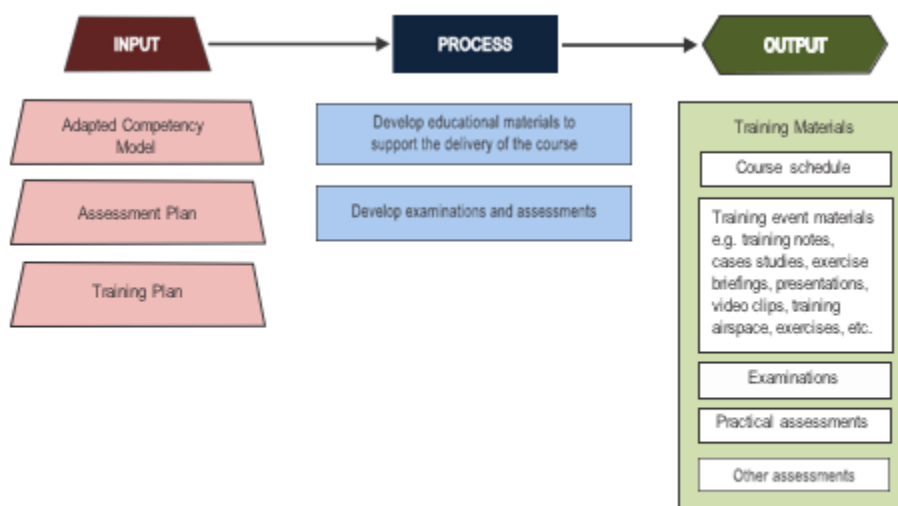 INPUT
PROCESS
OUTPUT
Adapted Competency
Model
Assessment Plan
Training Plan
Develop educational materials to
support the delivery of the course
Develop examinations and assessments
Training Materials
Course schedule
Training event materials
e.g. training notes,
cases studies, exercise
briefings, presentations,
video clips, training
airspace, exercises, etc.
Examinations
Practical assessments
Other assessments